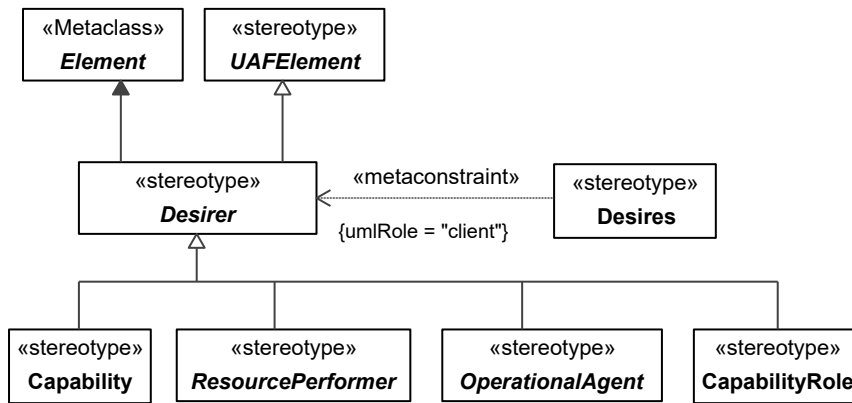 «Metaclass»
Element
«stereotype»
UAFElement
«stereotype»
Desirer
«metaconstraint»
{umlRole = "client"}
«stereotype»
Desires
«stereotype»
Capability
«stereotype»
ResourcePerformer
«stereotype»
OperationalAgent
«stereotype»
CapabilityRole